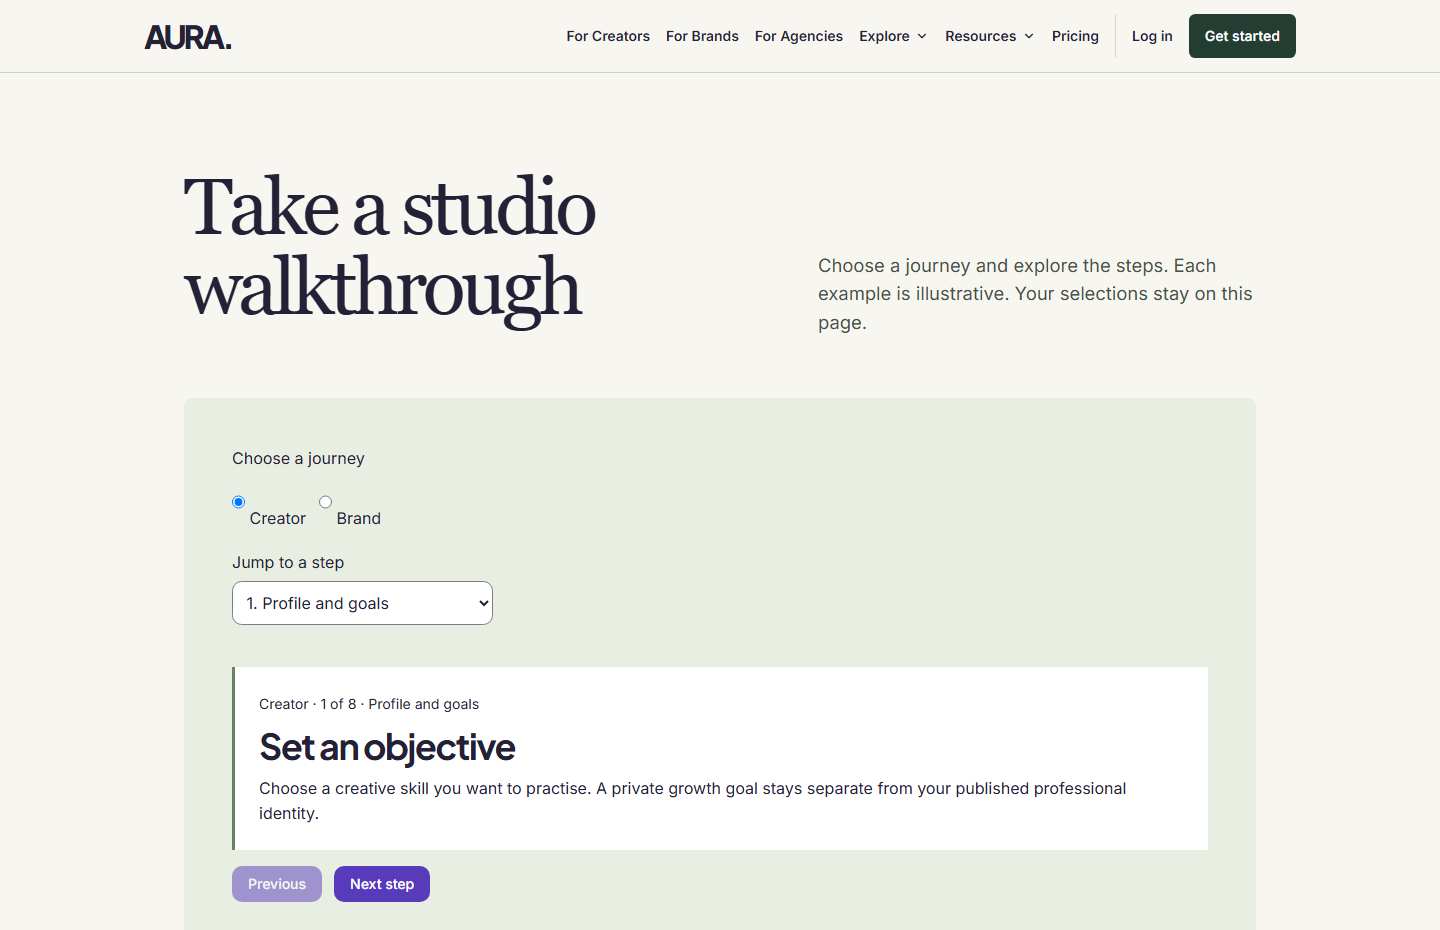 AURA.
For Creators
For Brands
For Agencies
Explore
Resources
Pricing
Log in
Get started
Take a studio
walkthrough
Choose a journey and explore the steps. Each
example is illustrative. Your selections stay on this
page.
Choose a journey
Creator
Brand
Jump to a step
1. Profile and goals
Creator · 1 of 8 · Profile and goals
Set an objective
Choose a creative skill you want to practise. A private growth goal stays separate from your published professional
identity.
Previous
Next step